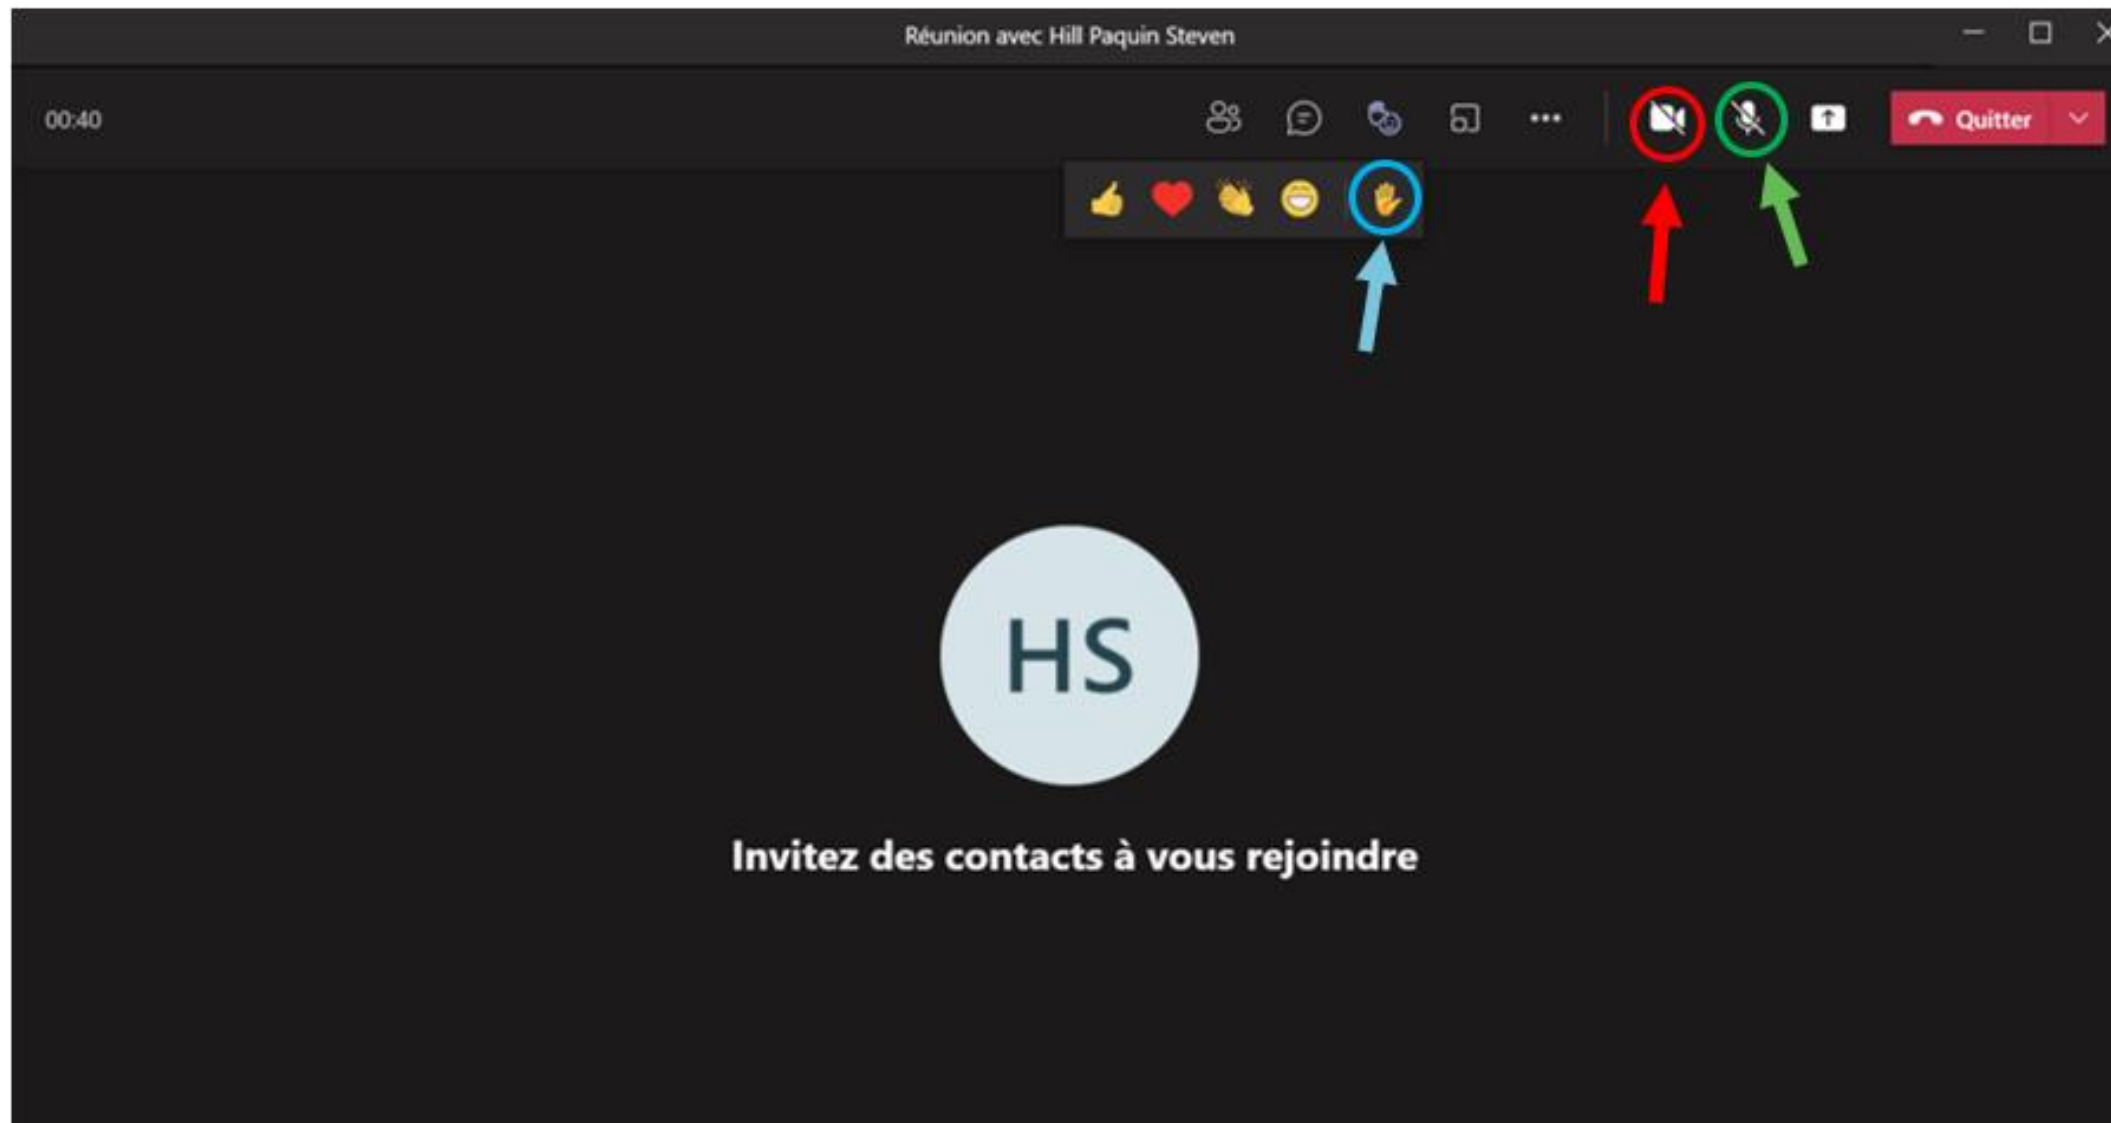 Réunion avec Hill Paquin Steven
00:40
Quitter
HS
Invitez des contacts à vous rejoindre